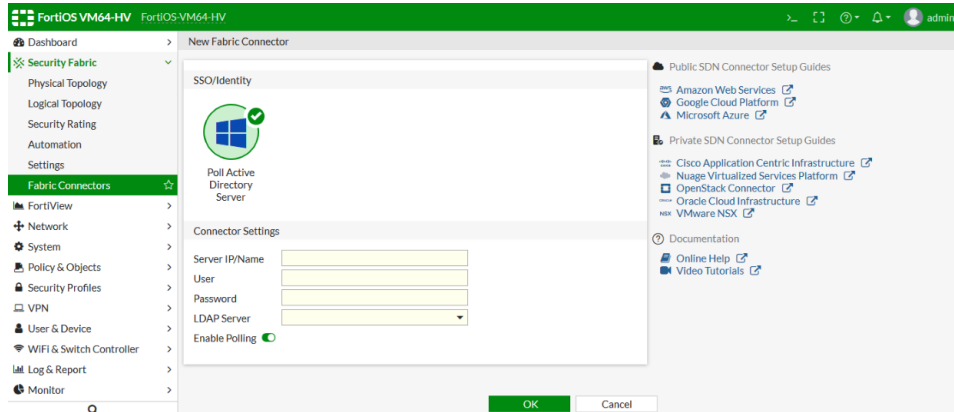 FortiOS VM64-HV FortiOS-VM64-HV
admin
Dashboard
Security Fabric
Physical Topology
Logical Topology
Security Rating
Automation
Settings
Fabric Connectors
FortiView
Network
System
Policy & Objects
Security Profiles
VPN
User & Device
WiFi & Switch Controller
Log & Report
Monitor
New Fabric Connector
SSO/Identity
Poll Active
Directory
Server
Connector Settings
Server IP/Name
User
Password
LDAP Server
Enable Polling
OK
Cancel
Public SDN Connector Setup Guides
aws Amazon Web Services
Google Cloud Platform
Microsoft Azure
Private SDN Connector Setup Guides
Cisco Application Centric Infrastructure
Nuage Virtualized Services Platform
OpenStack Connector
Oracle Cloud Infrastructure
NSX VMware NSX
Documentation
Online Help
Video Tutorials